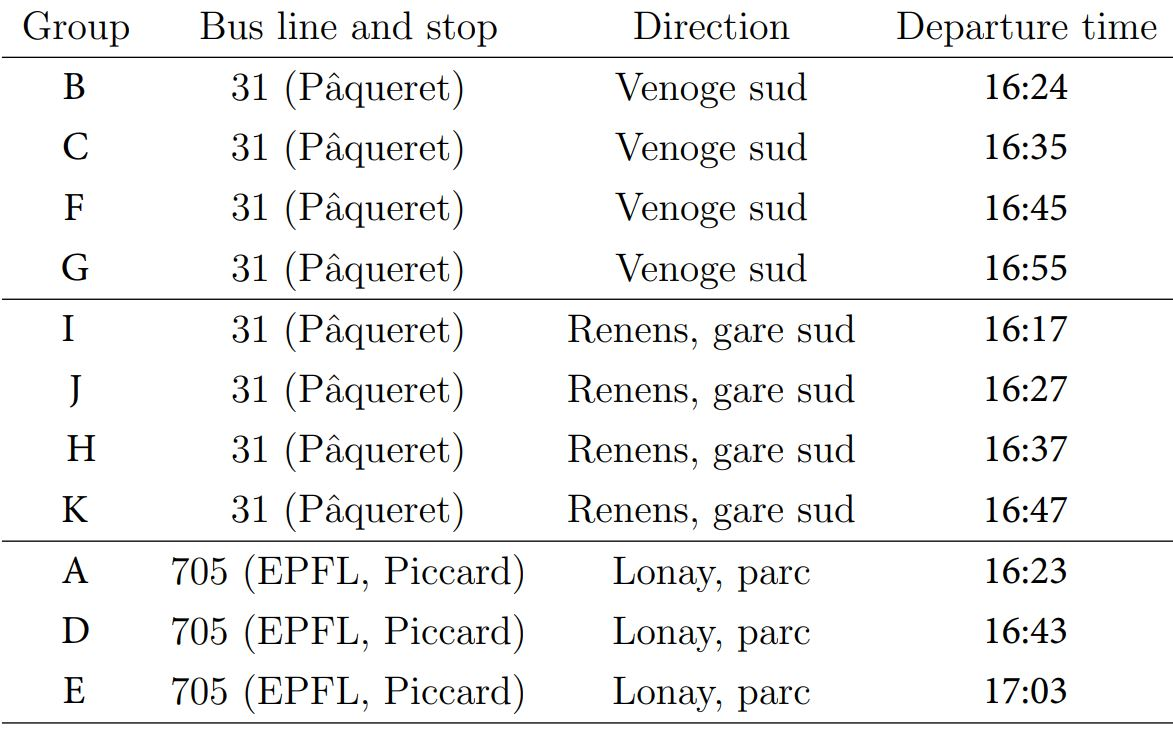 Group Bus line and stop Direction Departure time
B 31 (Pâqueret) Venoge sud 16:24
C 31 (Pâqueret) Venoge sud 16:35
F 31 (Pâqueret) Venoge sud 16:45
G 31 (Pâqueret) Venoge sud 16:55
I 31 (Pâqueret) Renens, gare sud 16:17
J 31 (Pâqueret) Renens, gare sud 16:27
H 31 (Pâqueret) Renens, gare sud 16:37
K 31 (Pâqueret) Renens, gare sud 16:47
A 705 (EPFL, Piccard) Lonay, parc 16:23
D 705 (EPFL, Piccard) Lonay, parc 16:43
E 705 (EPFL, Piccard) Lonay, parc 17:03